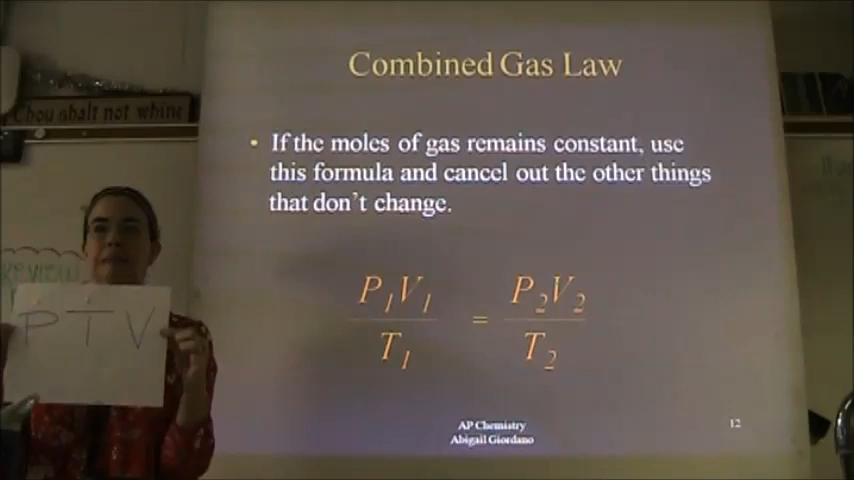 Combined Gas Law
Thou shalt not whine
• If the moles of gas remains constant, use
this formula and cancel out the other things
that don't change.
REVIEW
P T V
P₁V₁ / T₁ = P₂V₂ / T₂
AP Chemistry
Abigail Giordano
12